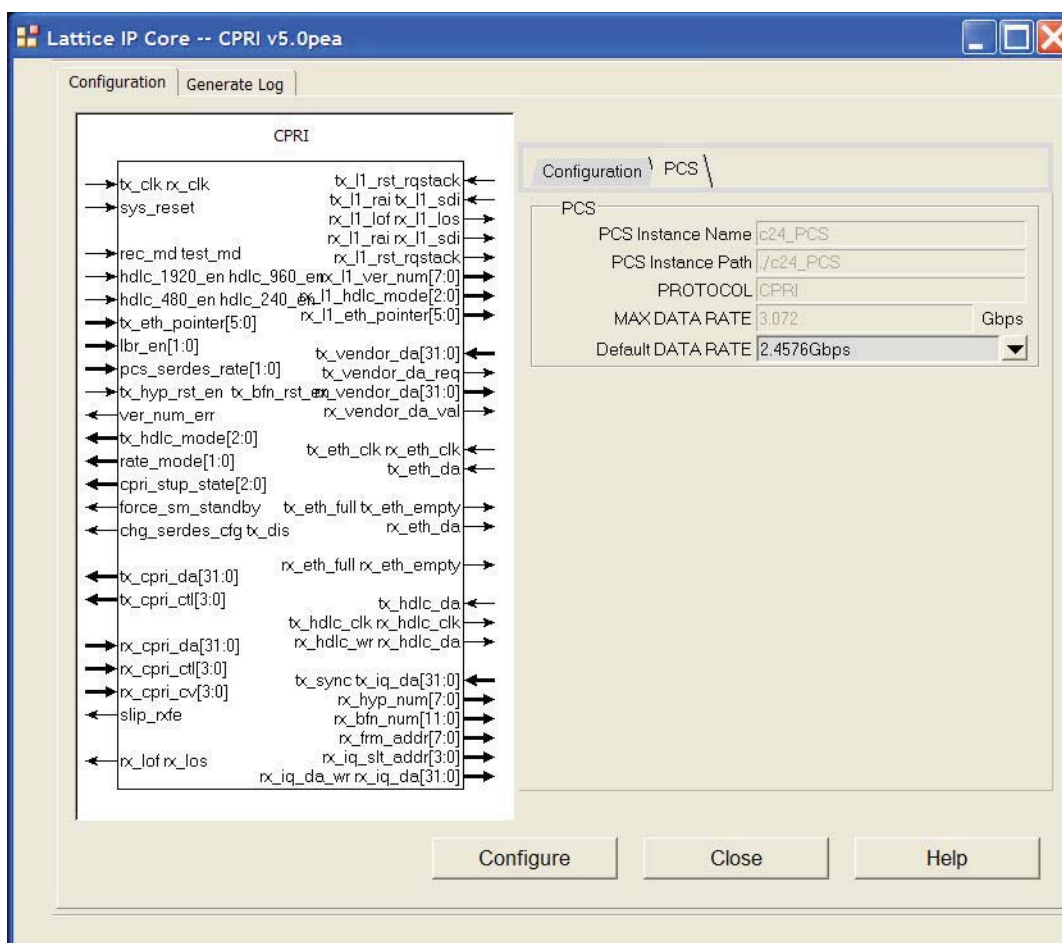 Lattice IP Core -- CPRI v5.0pea
Configuration
Generate Log
CPRI
tx_clk rx_clk
sys_reset
rec_md test_md
hdlc_1920_en hdlc_960_en
hdlc_480_en hdlc_240_en
tx_eth_pointer[5:0]
lbr_en[1:0]
pcs_serdes_rate[1:0]
tx_hyp_rst_en tx_bfn_rst_en
ver_num_err
tx_hdlc_mode[2:0]
rate_mode[1:0]
cpri_stup_state[2:0]
force_sm_standby
chg_serdes_cfg tx_dis
tx_cpri_da[31:0]
tx_cpri_ctl[3:0]
rx_cpri_da[31:0]
rx_cpri_ctl[3:0]
rx_cpri_cv[3:0]
slip_rxfe
rx_lof rx_los
tx_l1_rst_rqstack
tx_l1_rai tx_l1_sdi
rx_l1_lof rx_l1_los
rx_l1_rai rx_l1_sdi
rx_l1_rst_rqstack
rx_l1_ver_num[7:0]
rx_l1_hdlc_mode[2:0]
rx_l1_eth_pointer[5:0]
tx_vendor_da[31:0]
tx_vendor_da_req
rx_vendor_da[31:0]
rx_vendor_da_val
tx_eth_clk rx_eth_clk
tx_eth_da
tx_eth_full tx_eth_empty
rx_eth_da
rx_eth_full rx_eth_empty
tx_hdlc_da
tx_hdlc_clk rx_hdlc_clk
rx_hdlc_wr rx_hdlc_da
tx_sync tx_iq_da[31:0]
rx_hyp_num[7:0]
rx_bfn_num[11:0]
rx_frm_addr[7:0]
rx_iq_slt_addr[3:0]
rx_iq_da_wr rx_iq_da[31:0]
Configuration
PCS
PCS
PCS Instance Name c24_PCS
PCS Instance Path ./c24_PCS
PROTOCOL CPRI
MAX DATA RATE 3.072 Gbps
Default DATA RATE 2.4576Gbps
Configure
Close
Help